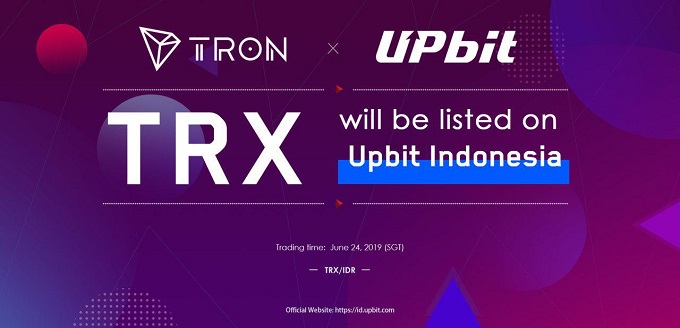 TRON × UPbit
TRX
will be listed on
Upbit Indonesia
Trading time: June 24, 2019 (SGT)
— TRX/IDR —
Official Website: https://id.upbit.com